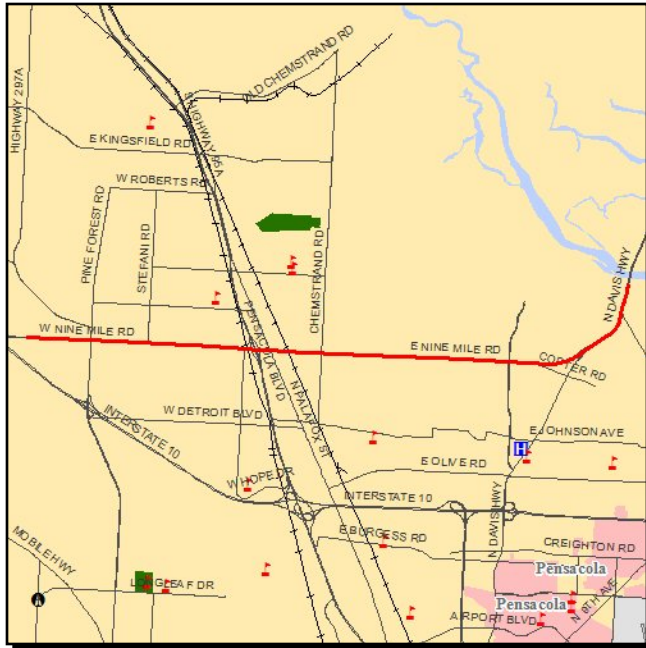 OLD CHEMSTRAND RD
HIGHWAY 297A
HIGHWAY 95A
E KINGSFIELD RD
W ROBERTS RD
PINE FOREST RD
STEFANI RD
CHEMSTRAND RD
N DAVIS HWY
W NINE MILE RD
PENSACOLA BLVD
E NINE MILE RD
COPTER RD
N PALAFOX ST
INTERSTATE 10
W DETROIT BLVD
E JOHNSON AVE
H
E OLIVE RD
W HOPE DR
INTERSTATE 10
N DAVIS HWY
MOBILE HWY
E BURGESS RD
CREIGHTON RD
Pensacola
LONGLEAF DR
Pensacola
N 9TH AVE
AIRPORT BLVD